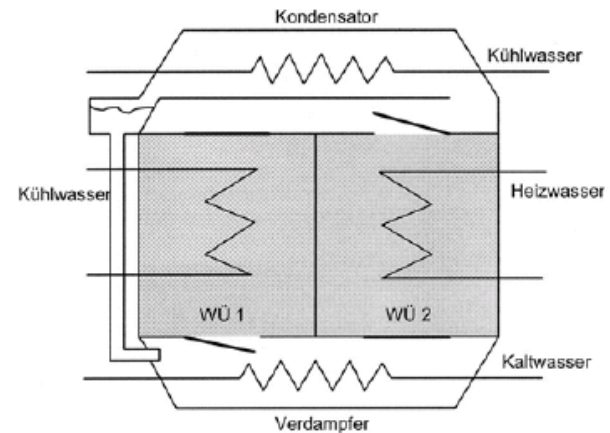 Kondensator
Kühlwasser
Kühlwasser
Heizwasser
WÜ 1
WÜ 2
Kaltwasser
Verdampfer